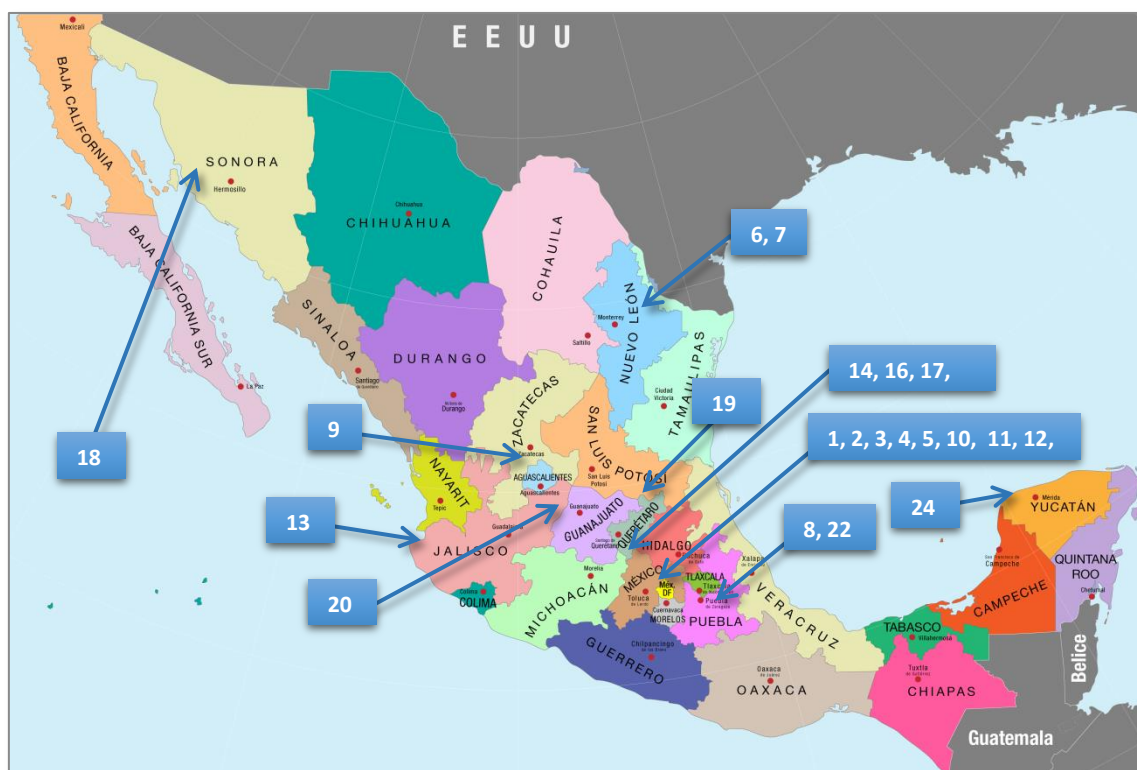 EEUU
Mexicali
BAJA CALIFORNIA
SONORA
Hermosillo
Chihuahua
CHIHUAHUA
COHAUILA
6, 7
BAJA CALIFORNIA SUR
SINALOA
Monterrey
NUEVO LEÓN
Saltillo
DURANGO
TAMAULIPAS
14, 16, 17,
La Paz
Santiago
Durango
Ciudad
Victoria
19
ZACATECAS
9
1, 2, 3, 4, 5, 10, 11, 12,
18
SAN LUIS POTOSÍ
Zacatecas
San Luis
Potosí
NAYARIT
AGUASCALIENTES
Aguascalientes
Mérida
YUCATÁN
24
Tepic
Guanajuato
GUANAJUATO
QUERÉTARO
8, 22
13
Guadalajara
Querétaro
JALISCO
HIDALGO
Pachuca
Xalapa
San Francisco de
Campeche
QUINTANA
ROO
20
Morelia
MÉXICO
TLAXCALA
Tlaxcala
Colima
COLIMA
MICHOACÁN
Méx.
DF
Toluca
Puebla
CAMPECHE
Chetumal
Cuernavaca
MORELOS
PUEBLA
VERACRUZ
GUERRERO
TABASCO
Villahermosa
Chilpancingo
Belice
Oaxaca
OAXACA
Tuxtla
CHIAPAS
Guatemala